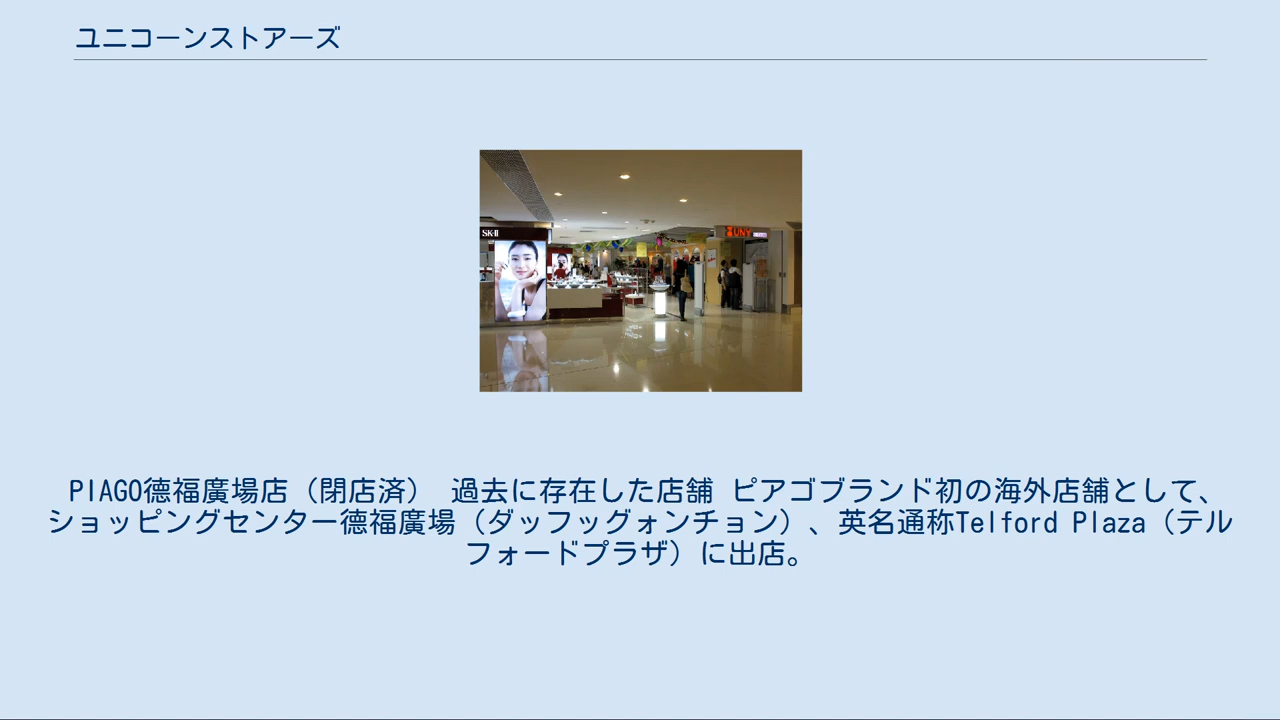 ユニコーンストアーズ
SK-II
UNY
PIAGO德福廣場店（閉店済） 過去に存在した店舗 ピアゴブランド初の海外店舗として、
ショッピングセンター德福廣場（ダッフッグォンチョン）、英名通称Telford Plaza（テル
フォードプラザ）に出店。